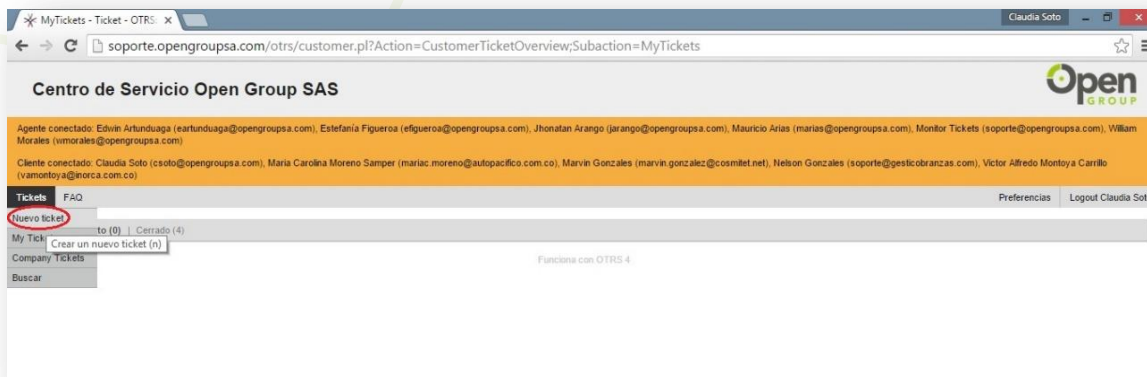 MyTickets - Ticket - OTRS:
Claudia Soto
soporte.opengroupsa.com/otrs/customer.pl?Action=CustomerTicketOverview;Subaction=MyTickets
Centro de Servicio Open Group SAS
Open
GROUP
Agente conectado: Edwin Artunduaga (eartunduaga@opengroupsa.com), Estefanía Figueroa (efigueroa@opengroupsa.com), Jhonatan Arango (jarango@opengroupsa.com), Mauricio Arias (marias@opengroupsa.com), Monitor Tickets (soporte@opengroupsa.com), William
Morales (wmorales@opengroupsa.com)
Cliente conectado: Claudia Soto (csoto@opengroupsa.com), Maria Carolina Moreno Samper (mariac.moreno@autopacifico.com.co), Marvin Gonzales (marvin.gonzalez@cosmitet.net), Nelson Gonzales (soporte@gesticobranzas.com), Victor Alfredo Montoya Carrillo
(vamontoya@inorca.com.co)
Tickets FAQ Preferencias Logout Claudia Sot
Nuevo ticket
to (0) | Cerrado (4)
My Tick
Crear un nuevo ticket (n)
Company Tickets
Funciona con OTRS 4
Buscar